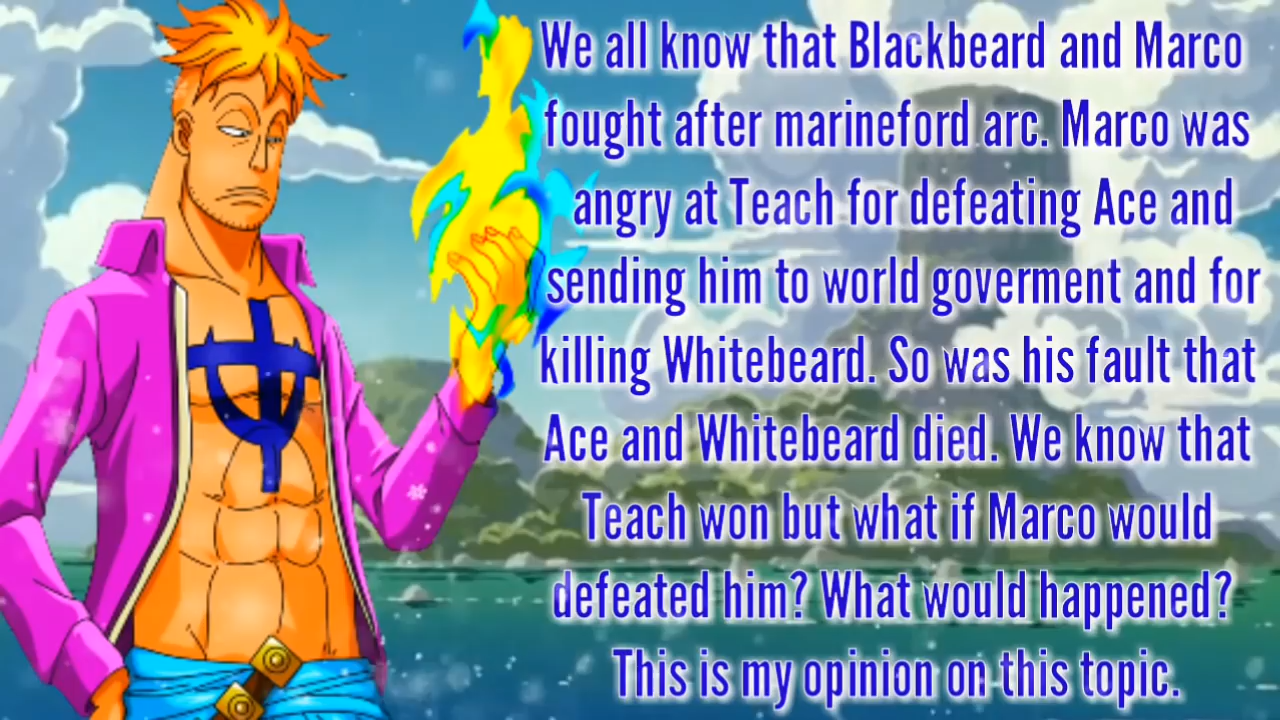 We all know that Blackbeard and Marco
fought after marineford arc. Marco was
angry at Teach for defeating Ace and
sending him to world goverment and for
killing Whitebeard. So was his fault that
Ace and Whitebeard died. We know that
Teach won but what if Marco would
defeated him? What would happened?
This is my opinion on this topic.